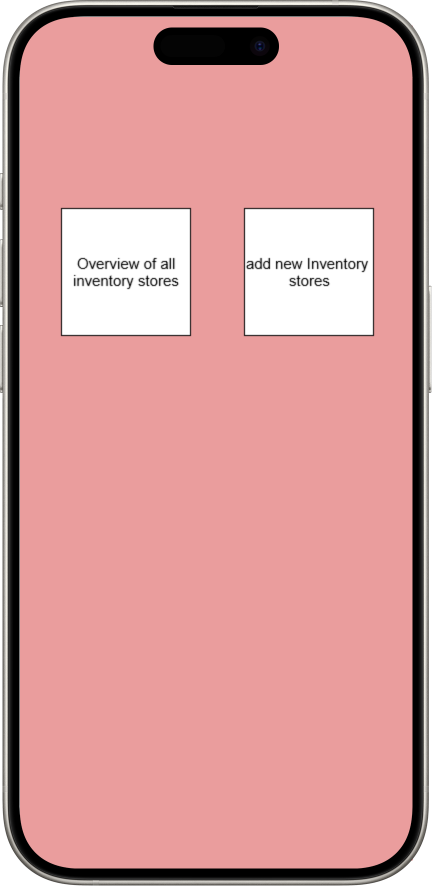 Overview of all
inventory stores
add new Inventory
stores